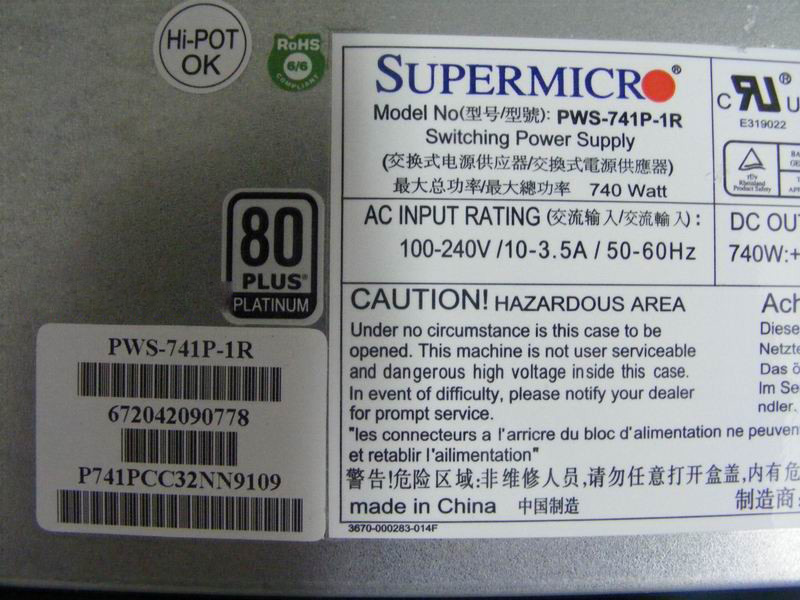 Hi-POT
OK
RoHS
6/6
COMPLIANT
80
PLUS®
PLATINUM
PWS-741P-1R
672042090778
P741PCC32NN9109
SUPERMICRO®
Model No(型号/型號): PWS-741P-1R
Switching Power Supply
(交换式电源供应器/交換式電源供應器)
最大总功率/最大總功率 740 Watt
AC INPUT RATING (交流输入/交流輸入):
100-240V /10-3.5A / 50-60Hz
CAUTION! HAZARDOUS AREA
Under no circumstance is this case to be
opened. This machine is not user serviceable
and dangerous high voltage inside this case.
In event of difficulty, please notify your dealer
for prompt service.
"les connecteurs a l'arricre du bloc d'alimentation ne peuven
et retablir l'ailimentation"
警告!危险区域:非维修人员,请勿任意打开盒盖,内有危
made in China 中国制造 制造商:
3670-000283-014F
C RU® U
E319022
TÜV
Rheinland
Product Safety
DC OUT
740W:+
Ach
Diese
Netzte
Das ö
Im Se
ndler.